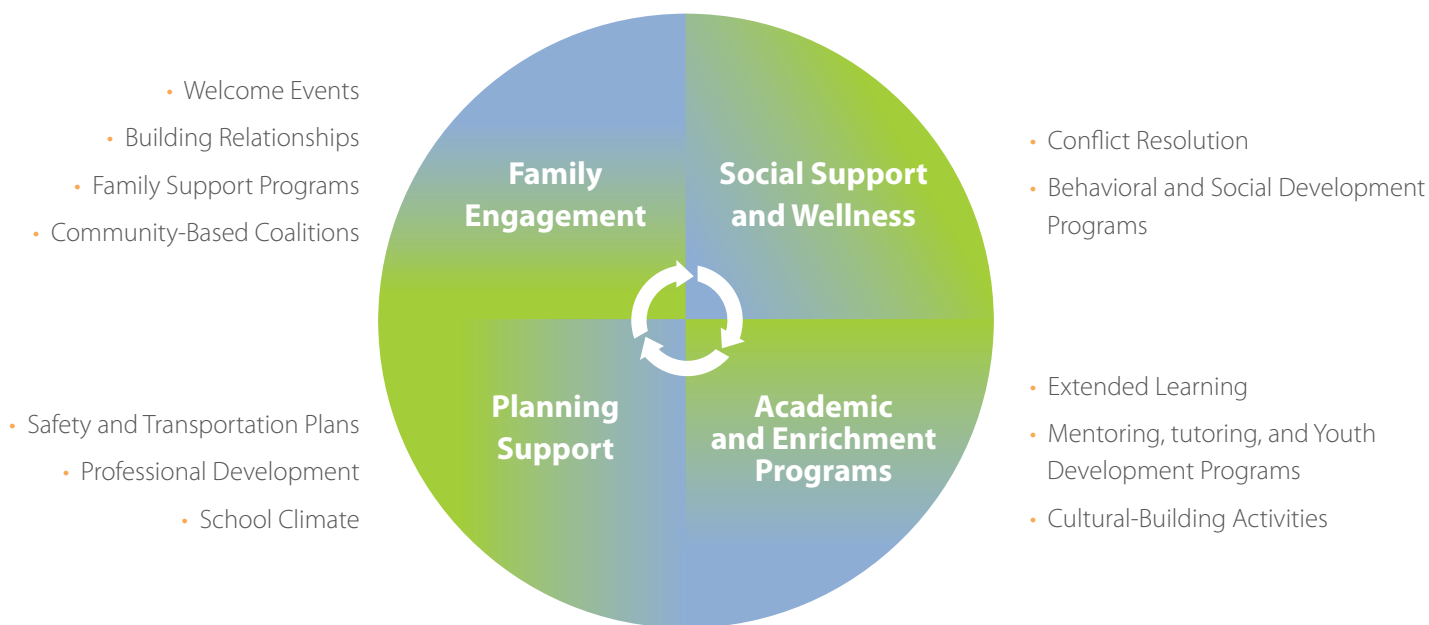 • Welcome Events
• Building Relationships
• Family Support Programs
• Community-Based Coalitions
Family
Engagement
Social Support
and Wellness
• Conflict Resolution
• Behavioral and Social Development
Programs
• Safety and Transportation Plans
• Professional Development
• School Climate
Planning
Support
Academic
and Enrichment
Programs
• Extended Learning
• Mentoring, tutoring, and Youth
Development Programs
• Cultural-Building Activities